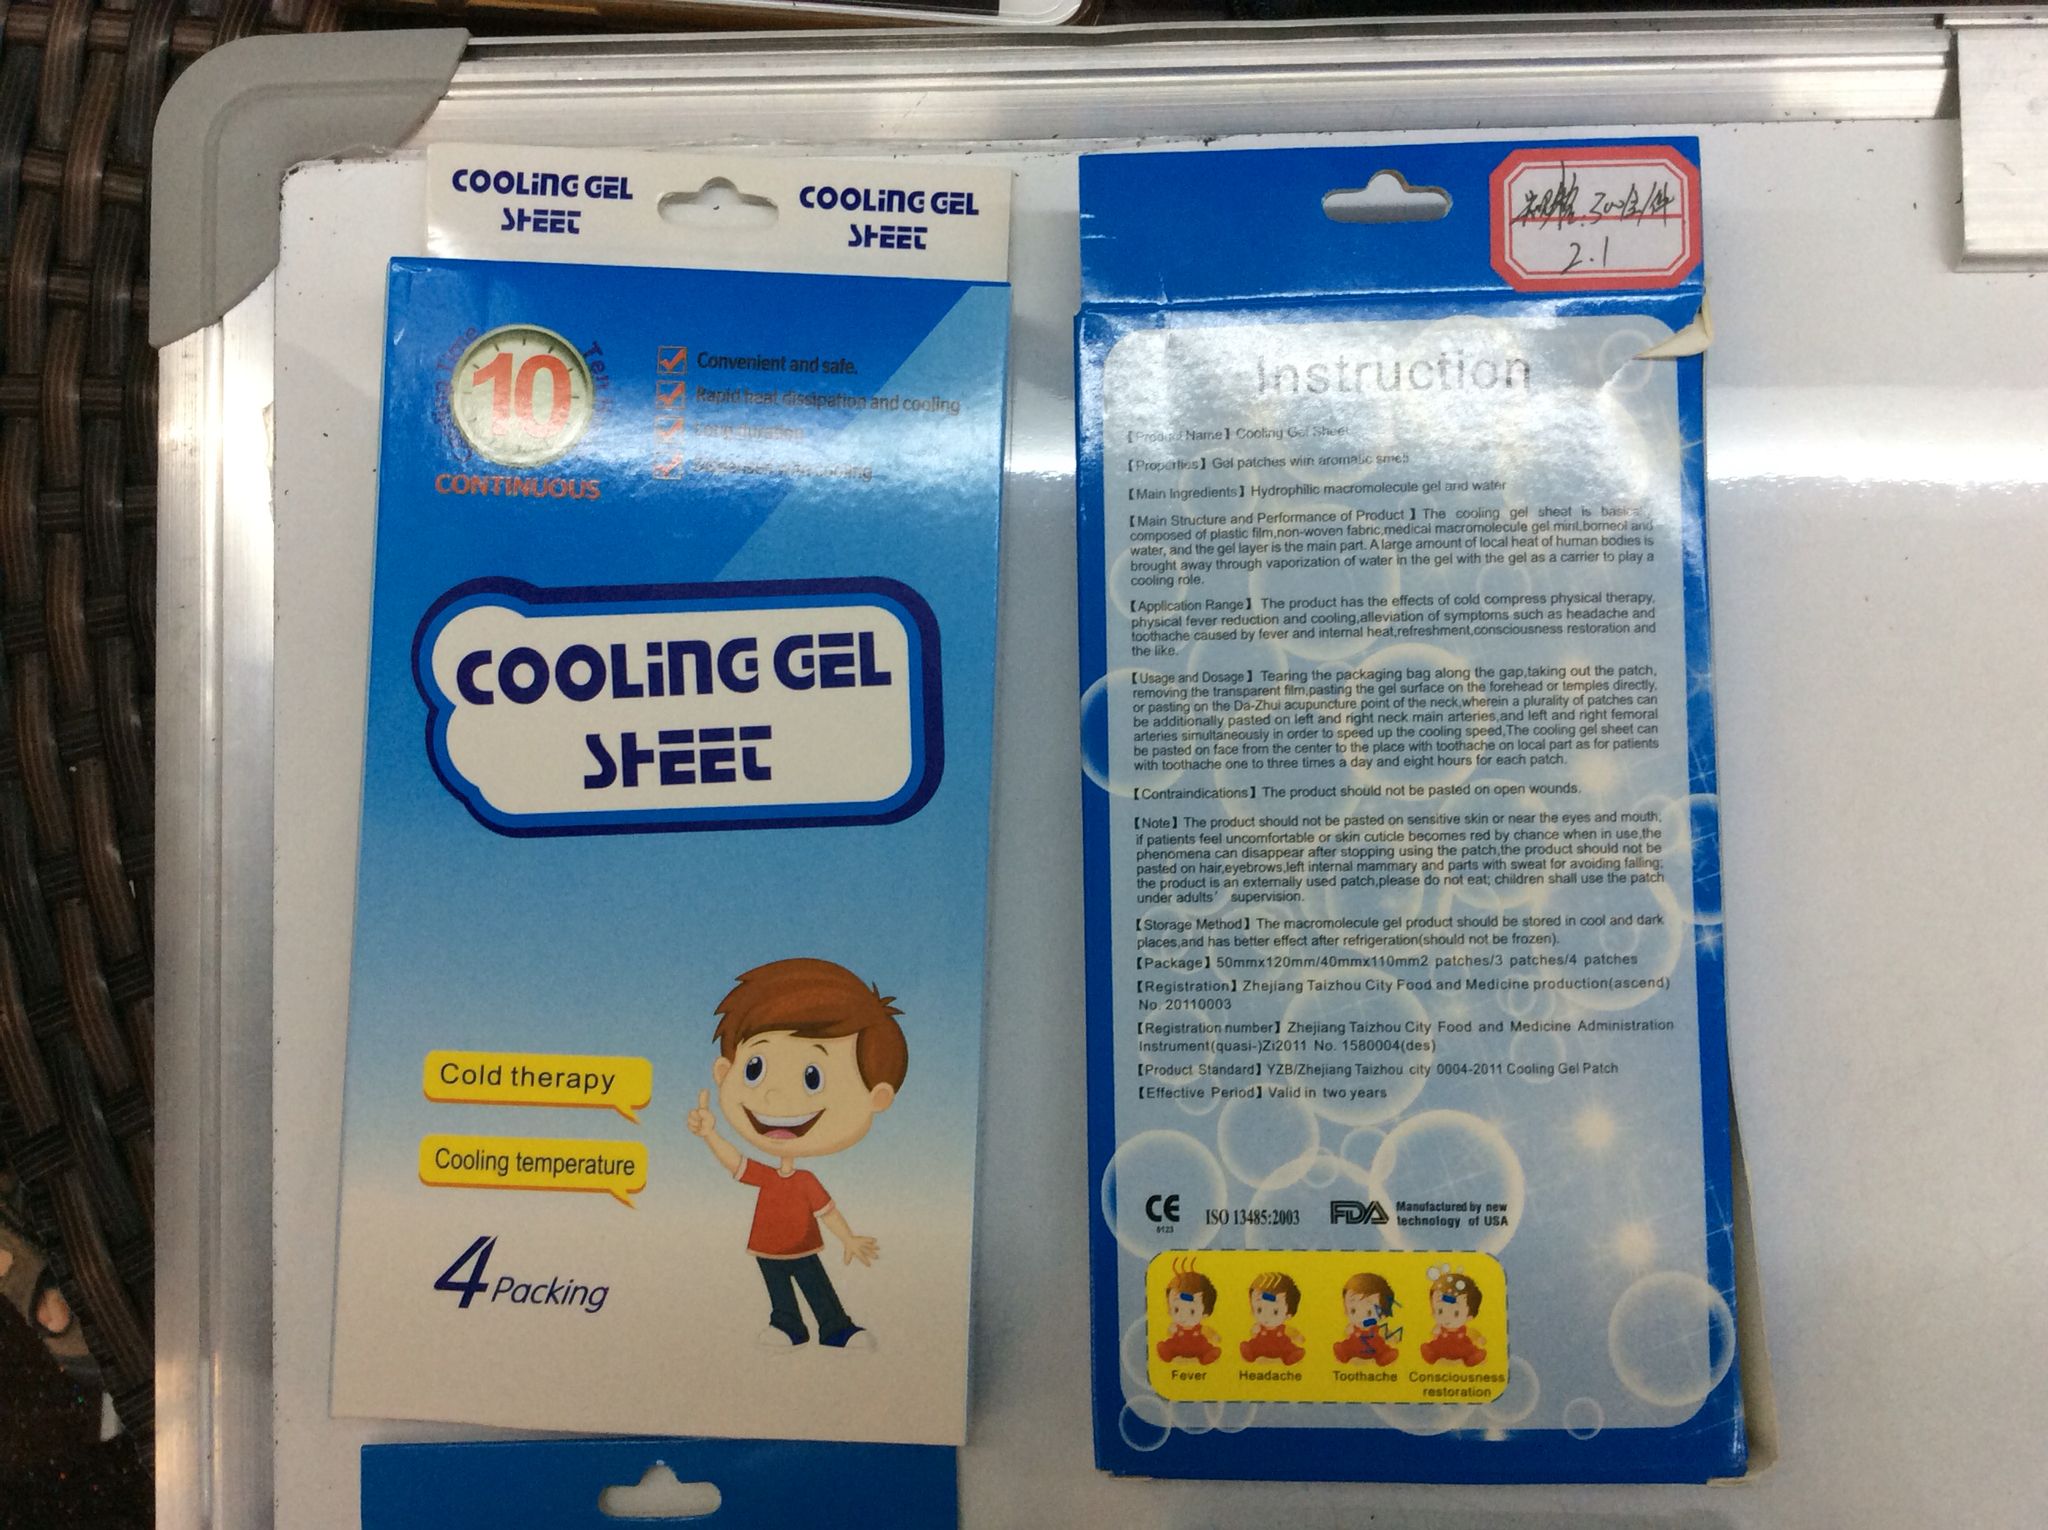 COOLING GEL
SHEET
COOLING GEL
SHEET
10
CONTINUOUS
Convenient and safe.
Rapid heat dissipation and cooling
Long duration
COOLING GEL
SHEET
Cold therapy
Cooling temperature
4 Packing
300盒/件
2.1
Instruction
【Product Name】Cooling Gel Sheet
【Properties】Gel patches with aromatic smell
【Main Ingredients】Hydrophilic macromolecule gel and water
【Main Structure and Performance of Product】The cooling gel sheat is basically
composed of plastic film,non-woven fabric,medical macromolecule gel mint,borneol and
water, and the gel layer is the main part. A large amount of local heat of human bodies is
brought away through vaporization of water in the gel with the gel as a carrier to play a
cooling role.
【Application Range】The product has the effects of cold compress physical therapy,
physical fever reduction and cooling,alleviation of symptoms such as headache and
toothache caused by fever and internal heat,refreshment,consciousness restoration and
the like.
【Usage and Dosage】Tearing the packaging bag along the gap,taking out the patch,
removing the transparent film,pasting the gel surface on the forehead or temples directly,
or pasting on the Da-Zhui acupuncture point of the neck,wherein a plurality of patches can
be additionally pasted on left and right neck main arteries,and left and right femoral
arteries simultaneously in order to speed up the cooling speed,The cooling gel sheet can
be pasted on face from the center to the place with toothache on local part as for patients
with toothache one to three times a day and eight hours for each patch.
【Contraindications】The product should not be pasted on open wounds.
【Note】The product should not be pasted on sensitive skin or near the eyes and mouth,
if patients feel uncomfortable or skin cuticle becomes red by chance when in use,the
phenomena can disappear after stopping using the patch,the product should not be
pasted on hair,eyebrows,left internal mammary and parts with sweat for avoiding falling;
the product is an externally used patch,please do not eat; children shall use the patch
under adults' supervision.
【Storage Method】The macromolecule gel product should be stored in cool and dark
places,and has better effect after refrigeration(should not be frozen).
【Package】50mmx120mm/40mmx110mm2 patches/3 patches/4 patches
【Registration】Zhejiang Taizhou City Food and Medicine production(ascend)
No. 20110003
【Registration number】Zhejiang Taizhou City Food and Medicine Administration
Instrument(quasi-)Zi2011 No. 1580004(des)
【Product Standard】YZB/Zhejiang Taizhou city 0004-2011 Cooling Gel Patch
【Effective Period】Valid in two years
CE
0123
ISO 13485:2003
FDA
Manufactured by new
technology of USA
Fever
Headache
Toothache
Consciousness
restoration